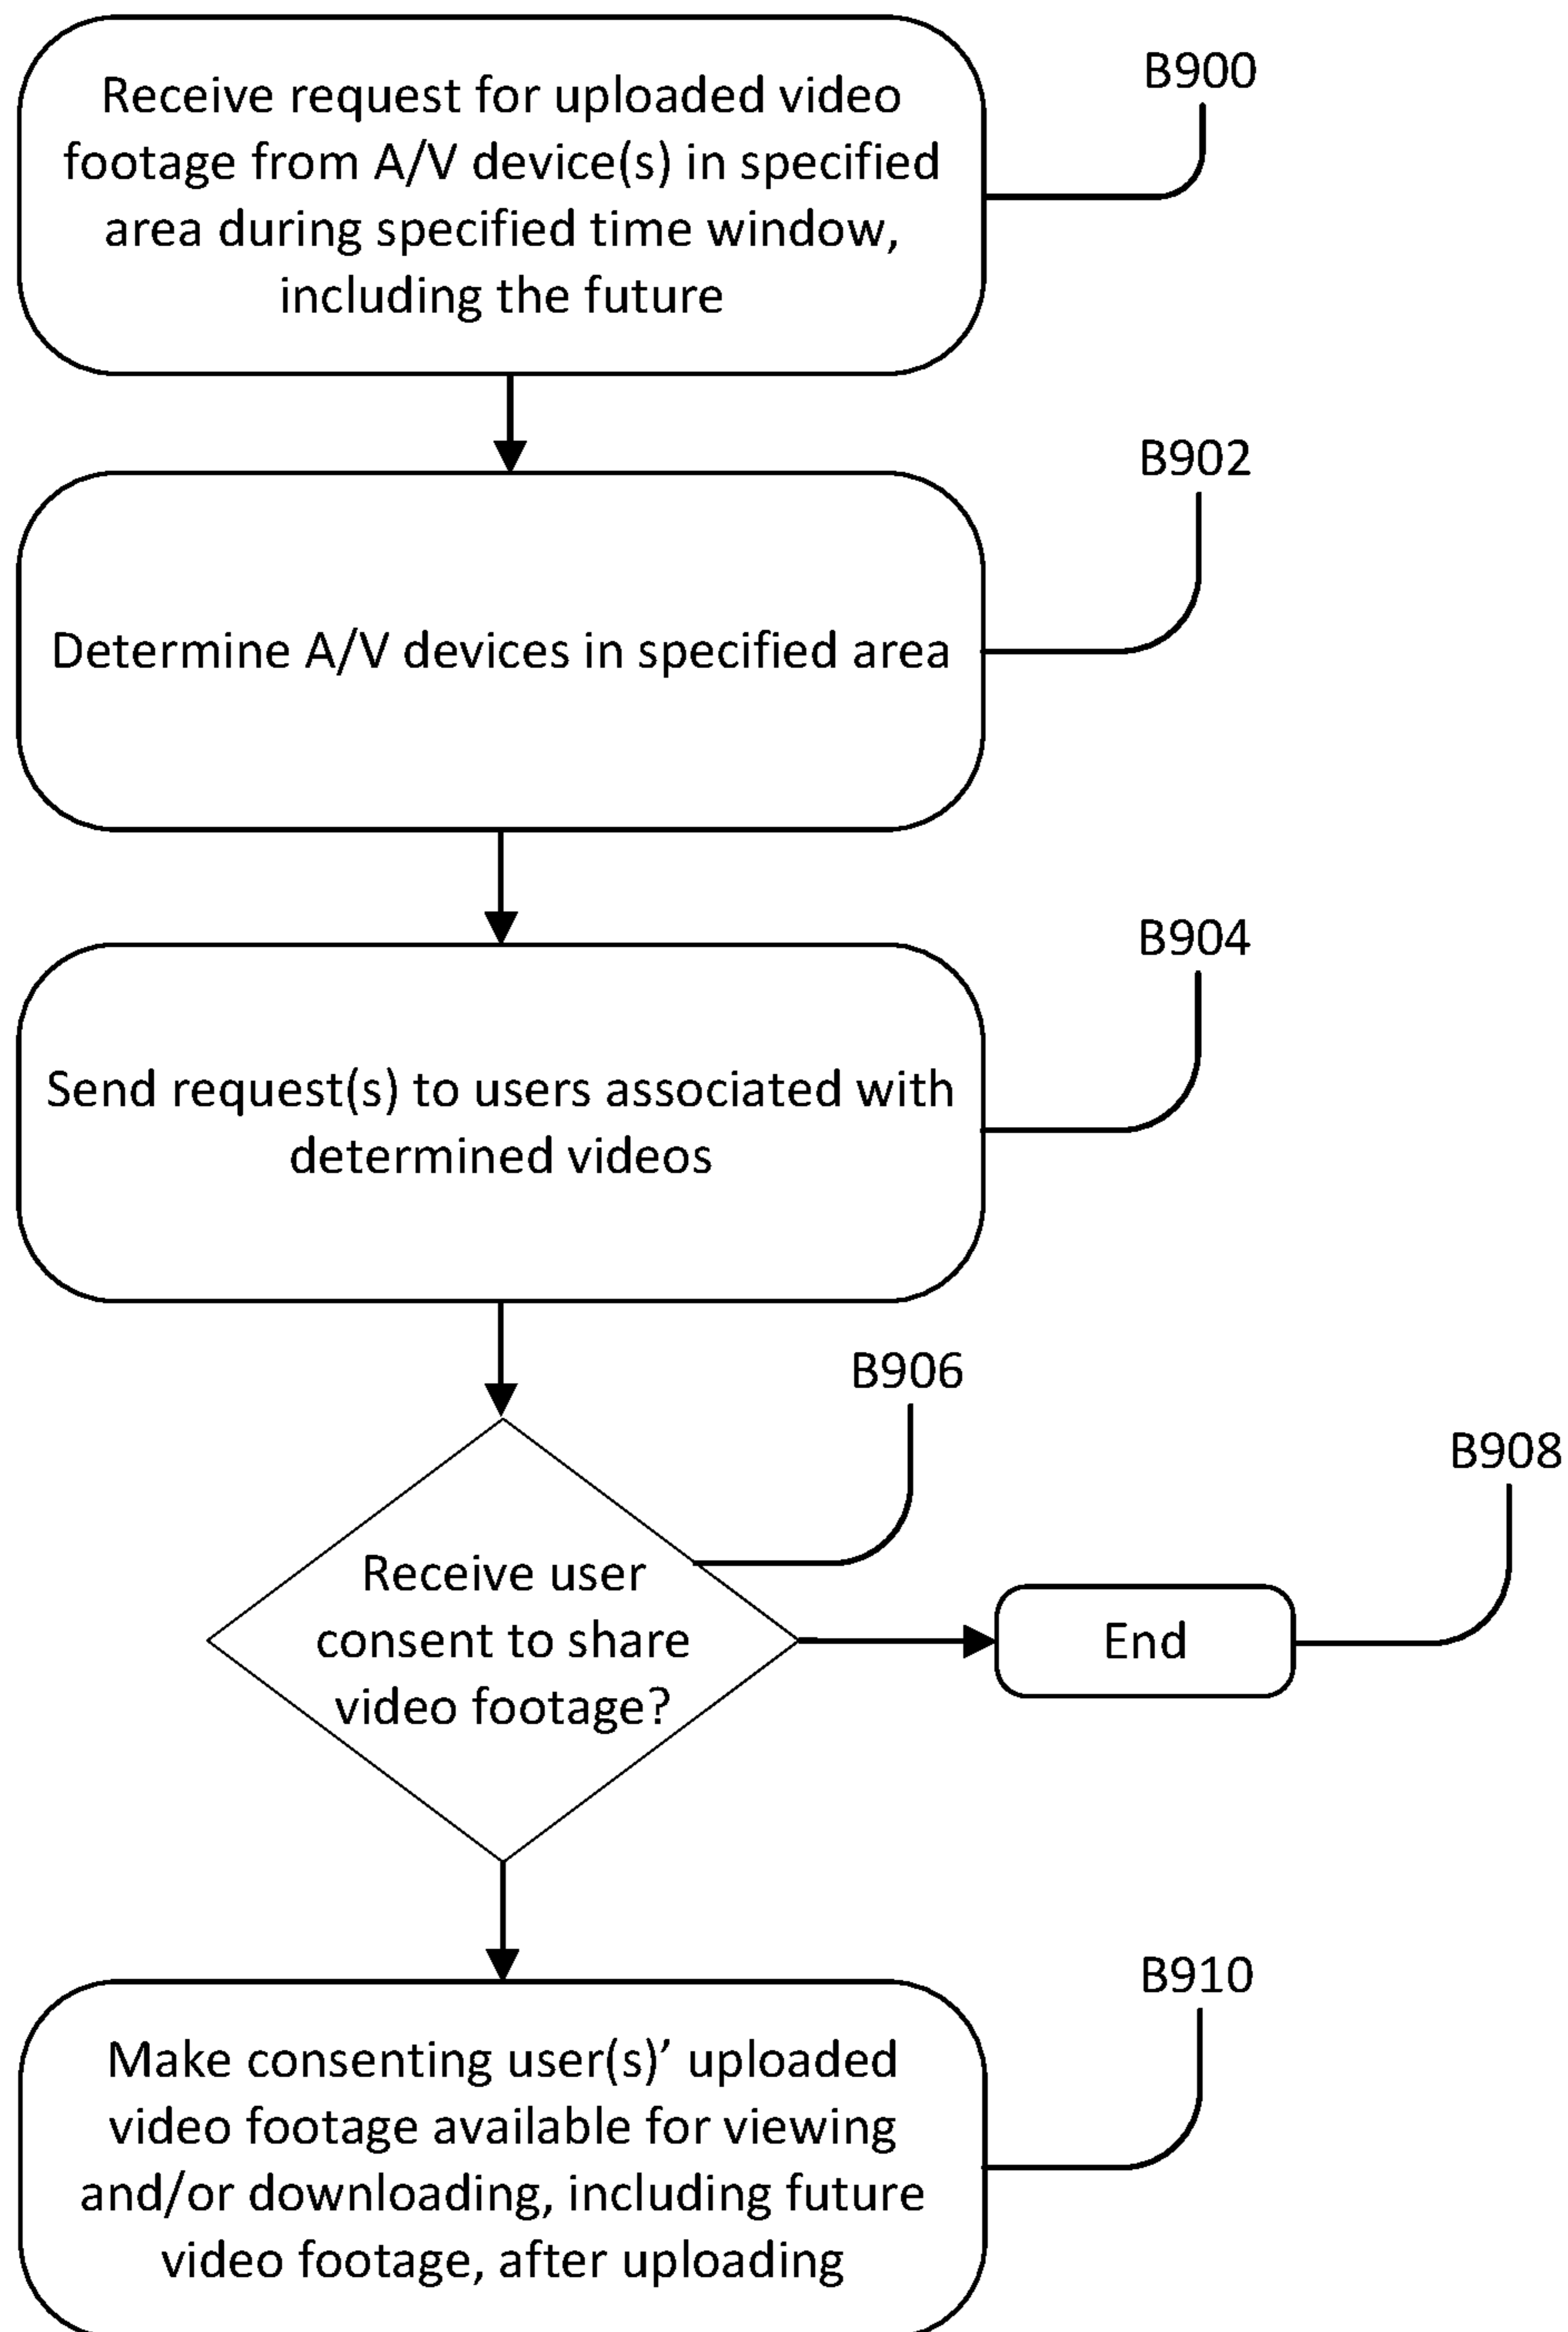 Receive request for uploaded video
footage from A/V device(s) in specified
area during specified time window,
including the future
B900
Determine A/V devices in specified area
B902
Send request(s) to users associated with
determined videos
B904
Receive user
consent to share
video footage?
B906
End
B908
Make consenting user(s)’ uploaded
video footage available for viewing
and/or downloading, including future
video footage, after uploading
B910